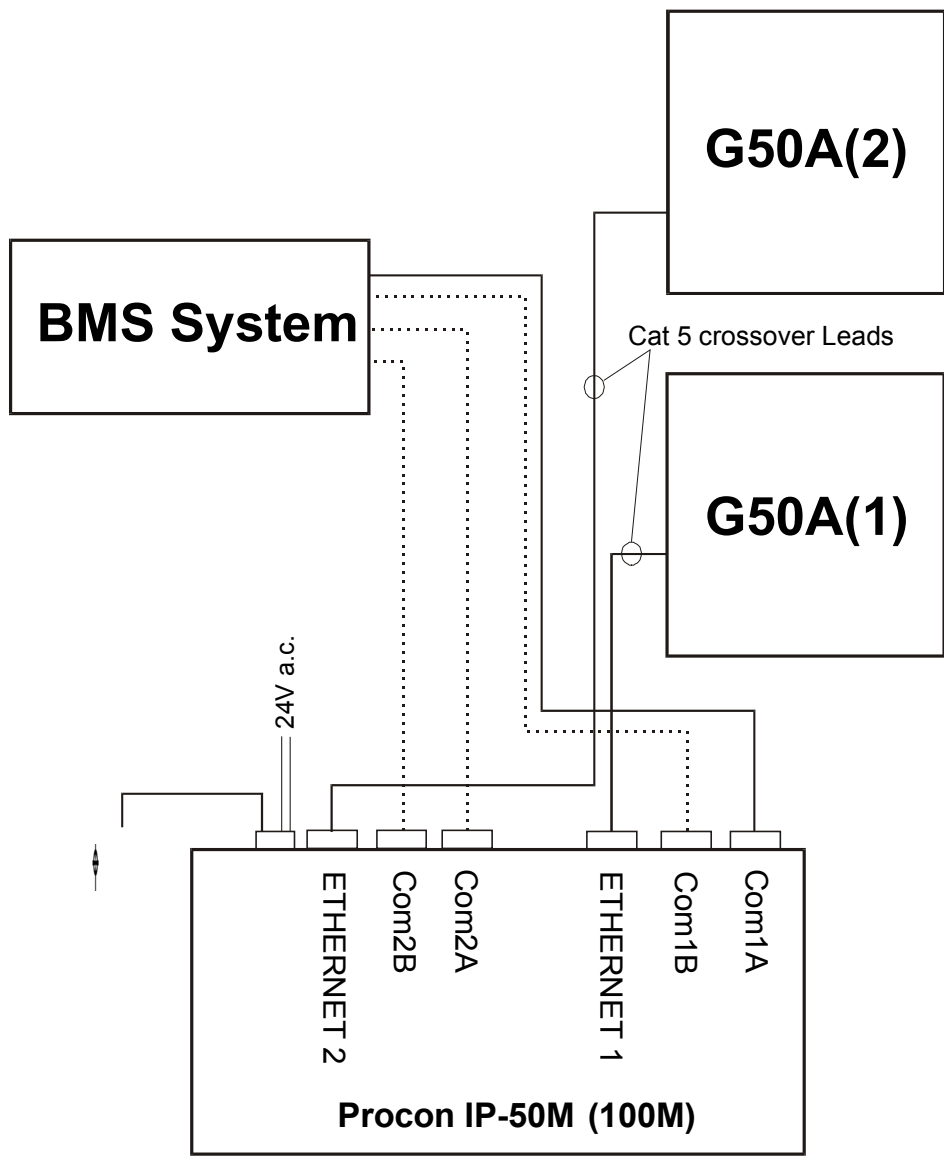 G50A(2)
BMS System
Cat 5 crossover Leads
G50A(1)
24V a.c.
ETHERNET 2
Com2B
Com2A
ETHERNET 1
Com1B
Com1A
Procon IP-50M (100M)